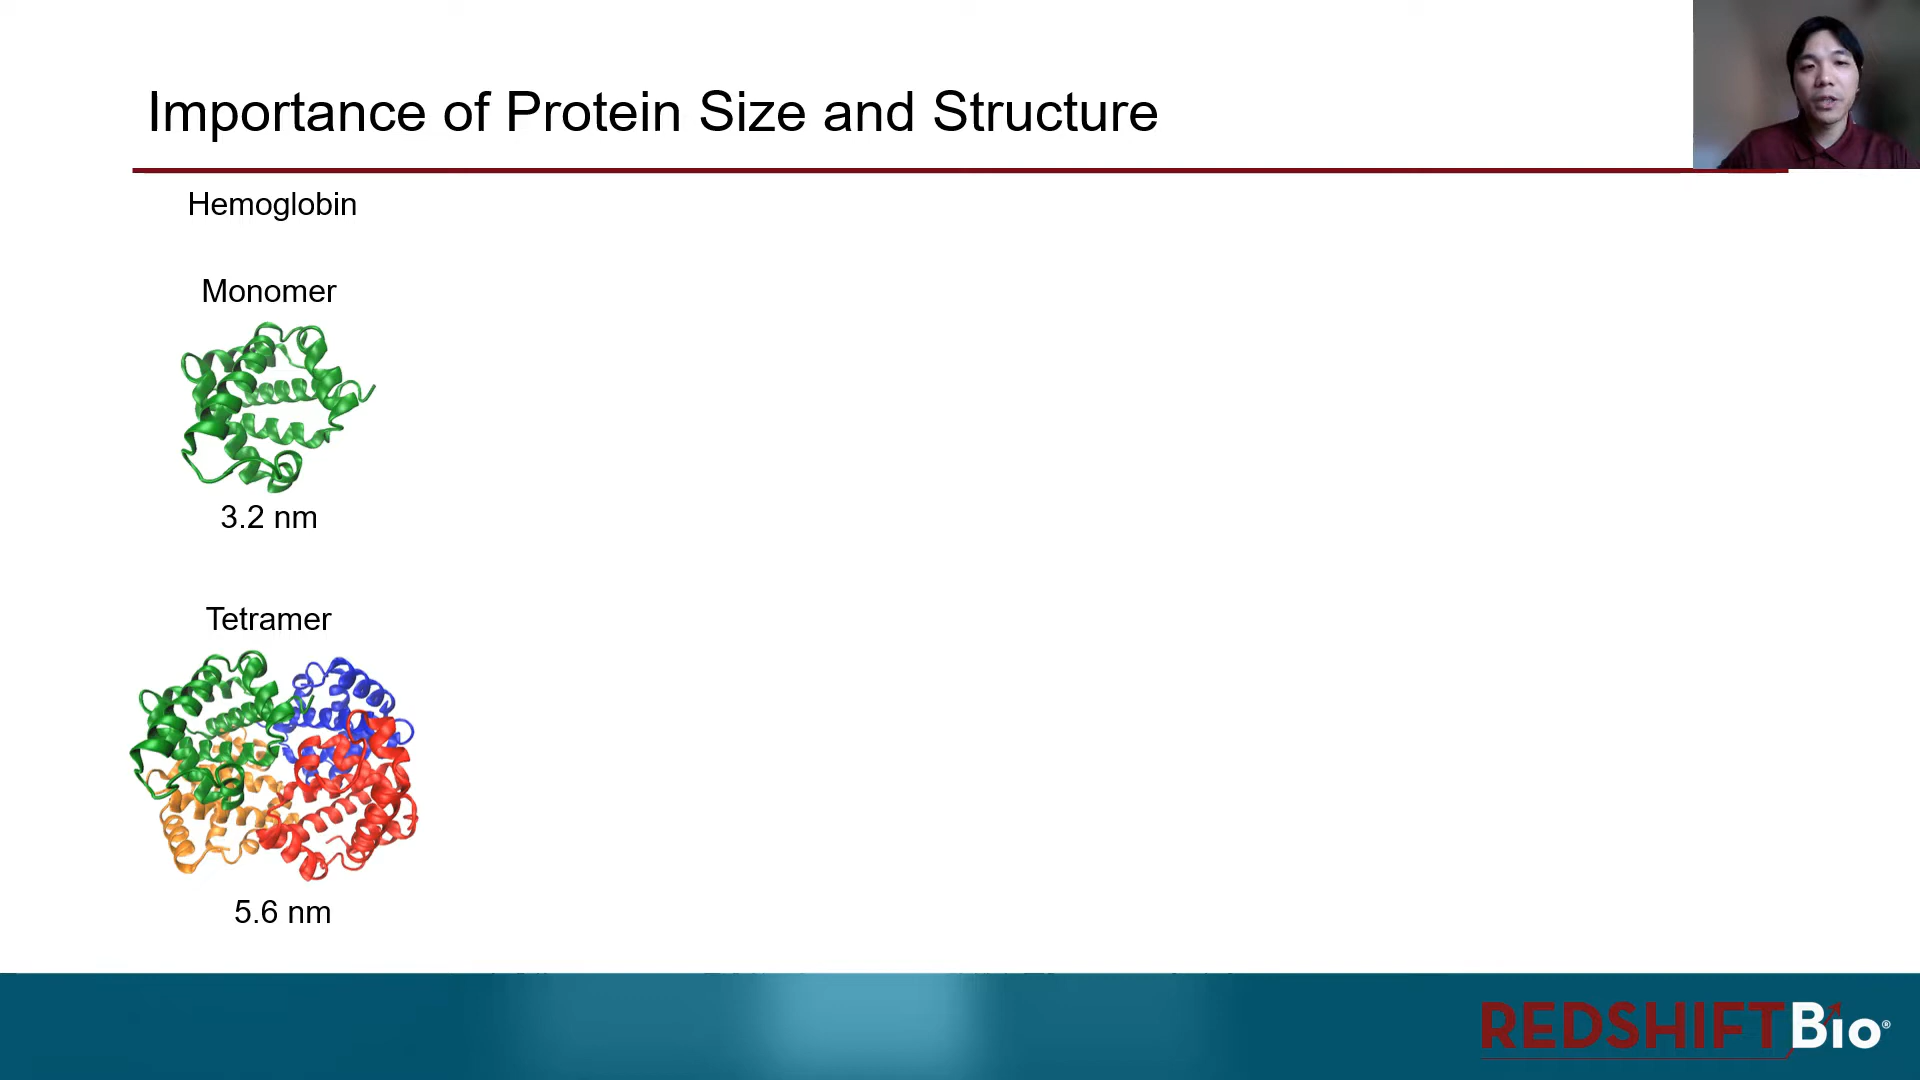 Importance of Protein Size and Structure
Hemoglobin
Monomer
3.2 nm
Tetramer
5.6 nm
REDSHIFTBio®